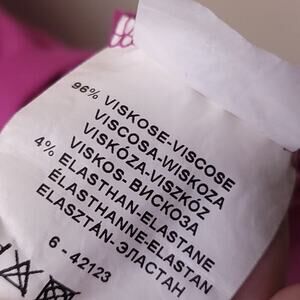 96% VISKOSE-VISCOSE
VISCOSA-WISKOZA
VISKÓZA-VISZKÓZ
VISKOS-ВИСКОЗА
4% ELASTHAN-ELASTANE
ÉLASTHANNE-ELASTAN
ELASZTÁN-ЭЛАСТАН
6 - 42123